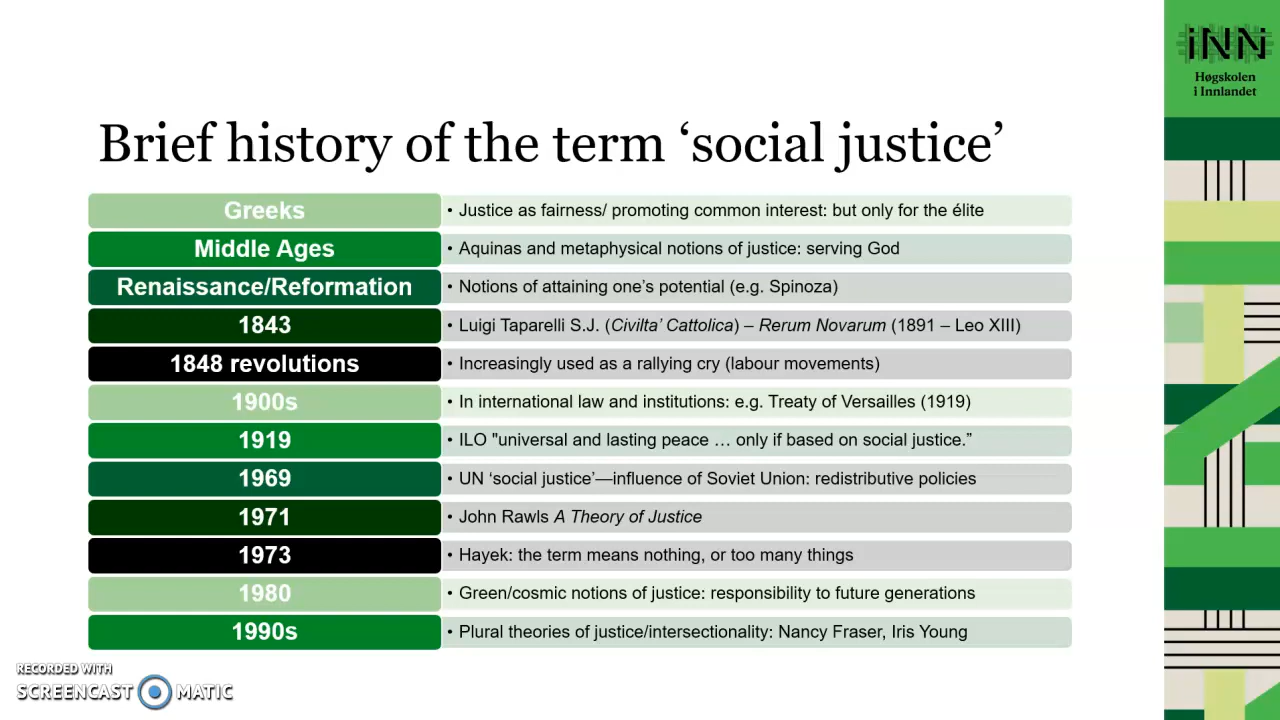 iNN
Høgskolen
i Innlandet
Brief history of the term ‘social justice’
Greeks
• Justice as fairness/ promoting common interest: but only for the élite
Middle Ages
• Aquinas and metaphysical notions of justice: serving God
Renaissance/Reformation
• Notions of attaining one’s potential (e.g. Spinoza)
1843
• Luigi Taparelli S.J. (Civilta’ Cattolica) – Rerum Novarum (1891 – Leo XIII)
1848 revolutions
• Increasingly used as a rallying cry (labour movements)
1900s
• In international law and institutions: e.g. Treaty of Versailles (1919)
1919
• ILO "universal and lasting peace … only if based on social justice.”
1969
• UN ‘social justice’—influence of Soviet Union: redistributive policies
1971
• John Rawls A Theory of Justice
1973
• Hayek: the term means nothing, or too many things
1980
• Green/cosmic notions of justice: responsibility to future generations
1990s
• Plural theories of justice/intersectionality: Nancy Fraser, Iris Young
RECORDED WITH
SCREENCAST MATIC